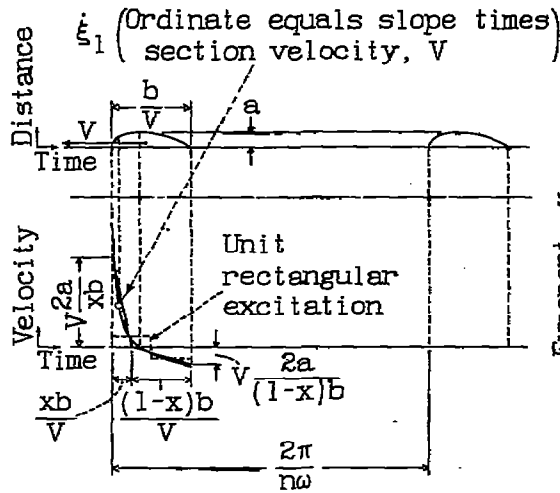 ξ̇₁ (Ordinate equals slope times)
section velocity, V
Distance
b/V
a
V
Time
Velocity
V 2a/xb
Unit
rectangular
excitation
Time
V 2a/(1-x)b
xb/V
(1-x)b/V
2π/nω